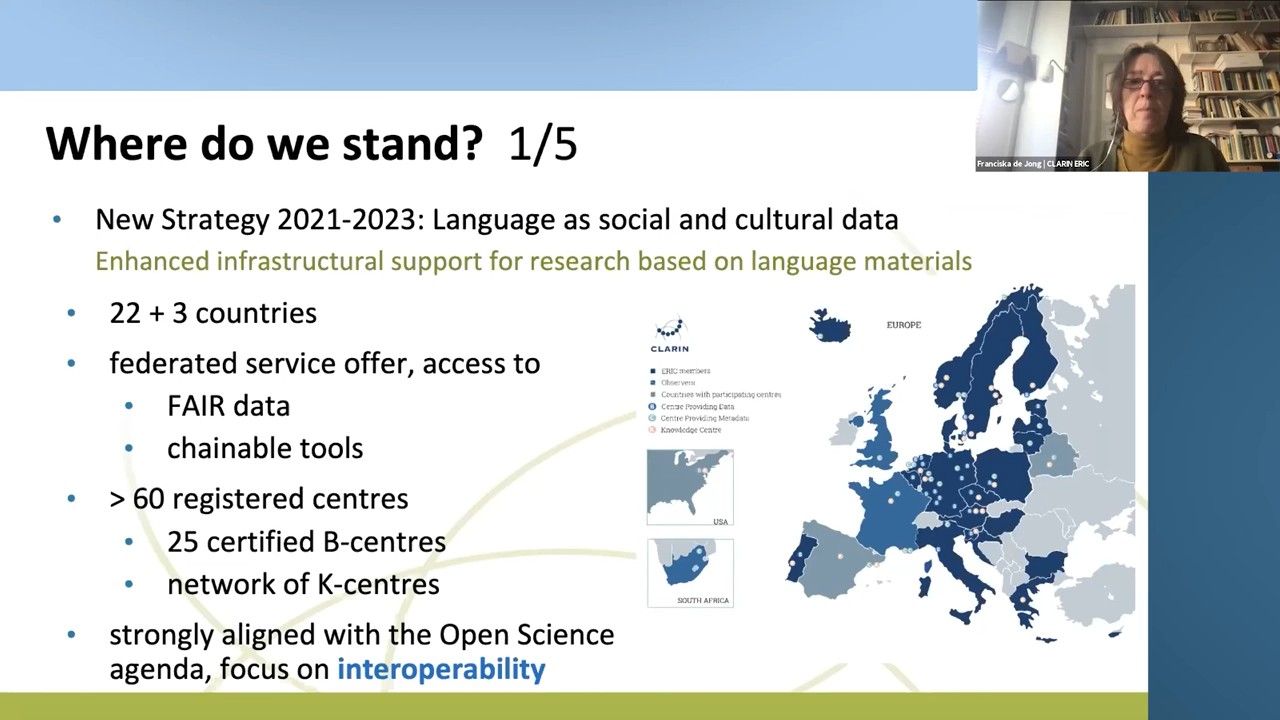 Franciska de Jong | CLARIN ERIC
Where do we stand? 1/5
• New Strategy 2021-2023: Language as social and cultural data
Enhanced infrastructural support for research based on language materials
• 22 + 3 countries
• federated service offer, access to
• FAIR data
• chainable tools
• > 60 registered centres
• 25 certified B-centres
• network of K-centres
• strongly aligned with the Open Science
agenda, focus on interoperability
CLARIN
EUROPE
ERIC members
Observers
Countries with participating centres
B Centre Providing Data
C Centre Providing Metadata
K Knowledge Centre
USA
SOUTH AFRICA